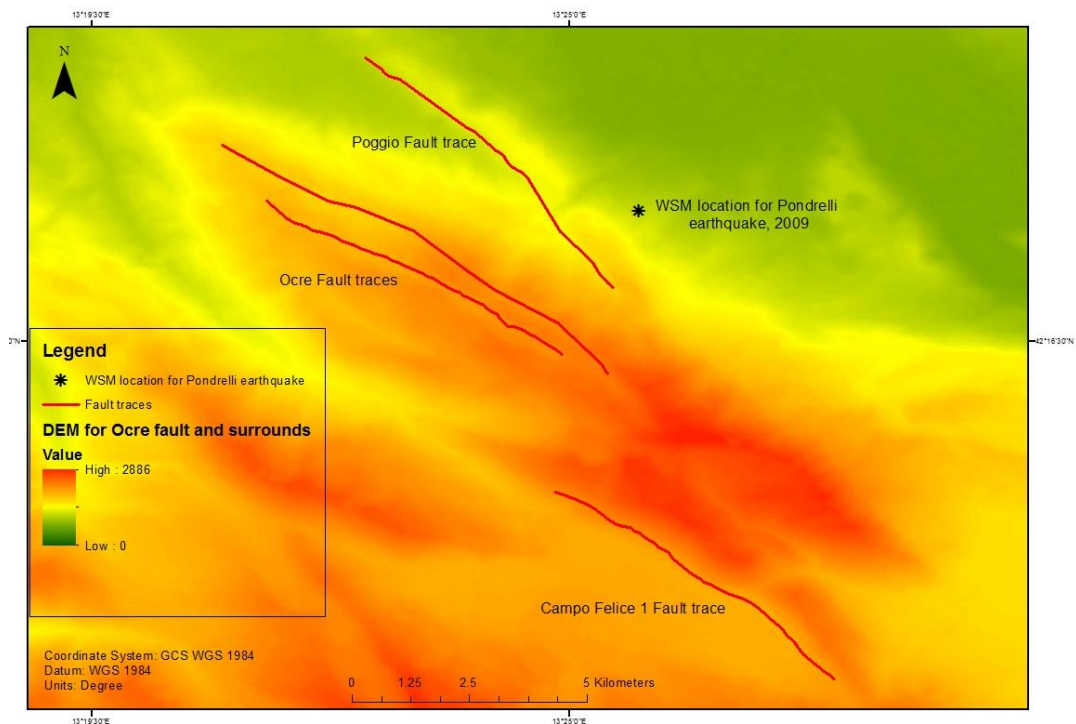 13°19'30"E
13°25'0"E
N
Poggio Fault trace
WSM location for Pondrelli
earthquake, 2009
Ocre Fault traces
0'N
42°16'30"N
Legend
WSM location for Pondrelli earthquake
Fault traces
DEM for Ocre fault and surrounds
Value
High : 2886
Low : 0
Campo Felice 1 Fault trace
Coordinate System: GCS WGS 1984
Datum: WGS 1984
Units: Degree
0 1.25 2.5 5 Kilometers
13°19'30"E
13°25'0"E